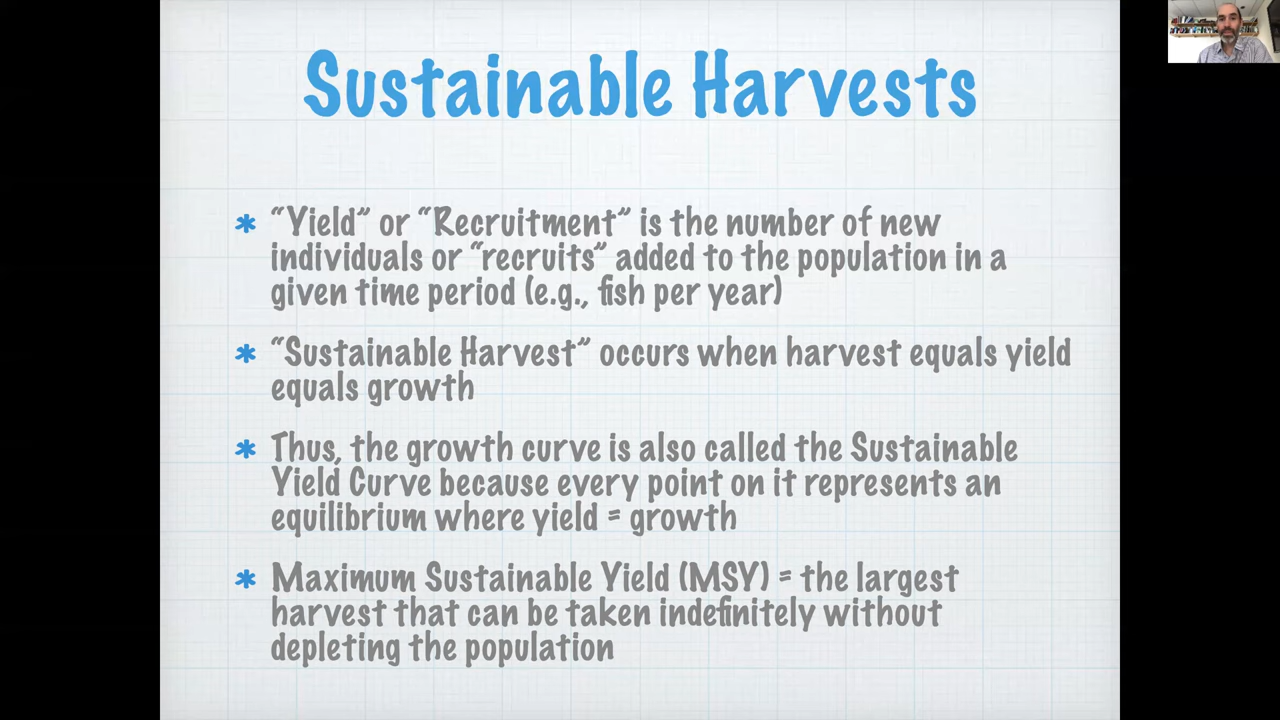 Sustainable Harvests
* “Yield” or “Recruitment” is the number of new
individuals or “recruits” added to the population in a
given time period (e.g., fish per year)
* “Sustainable Harvest” occurs when harvest equals yield
equals growth
* Thus, the growth curve is also called the Sustainable
Yield Curve because every point on it represents an
equilibrium where yield = growth
* Maximum Sustainable Yield (MSY) = the largest
harvest that can be taken indefinitely without
depleting the population